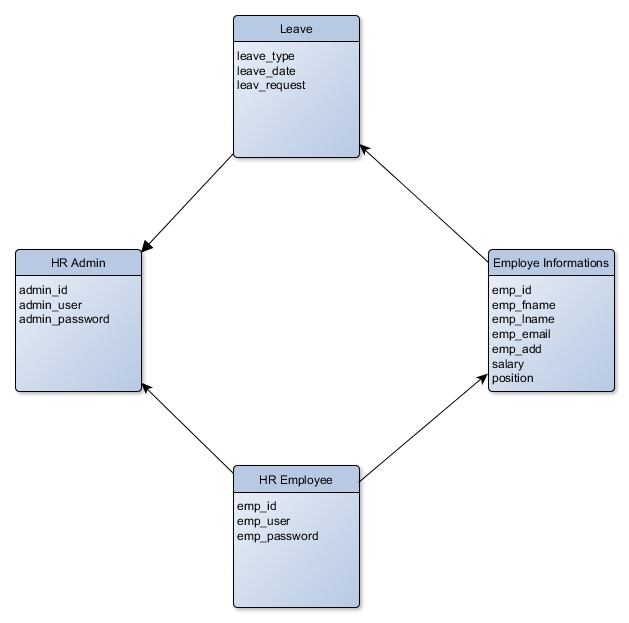 Leave
leave_type
leave_date
leav_request
HR Admin
admin_id
admin_user
admin_password
Employe Informations
emp_id
emp_fname
emp_lname
emp_email
emp_add
salary
position
HR Employee
emp_id
emp_user
emp_password